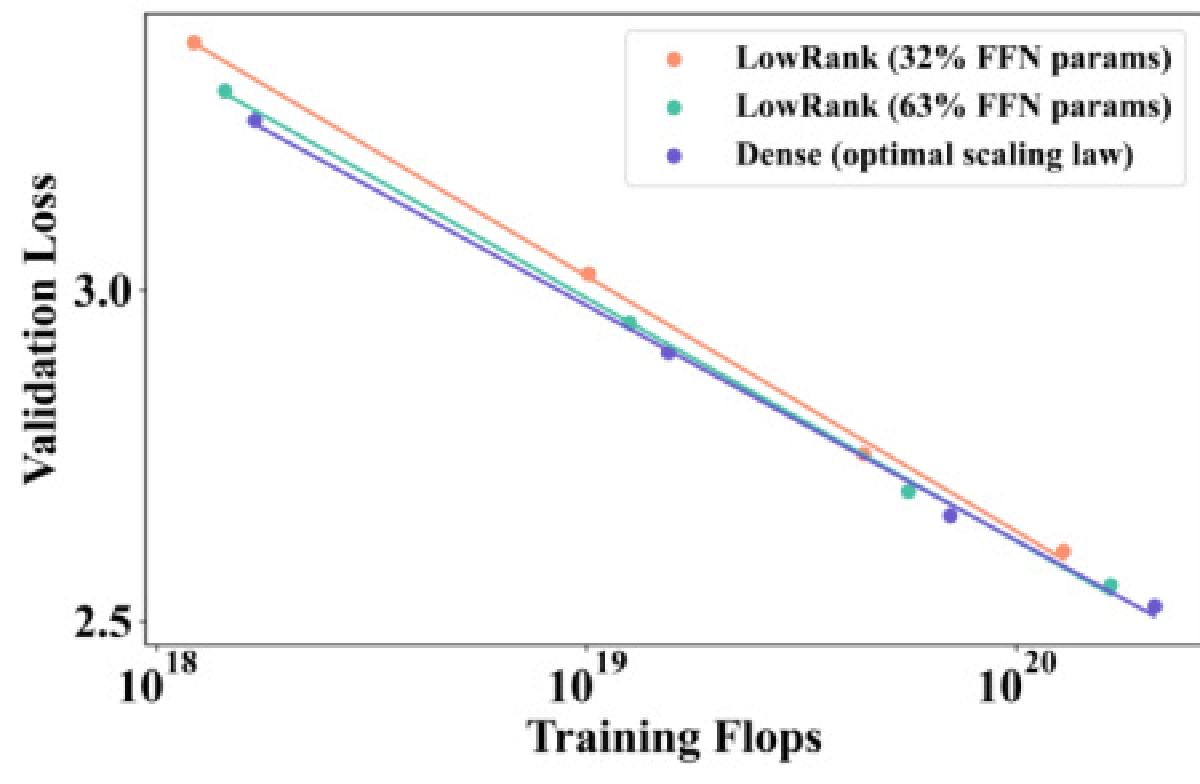 LowRank (32% FFN params)
LowRank (63% FFN params)
Dense (optimal scaling law)
Validation Loss
3.0
2.5
10^18 10^19 10^20
Training Flops